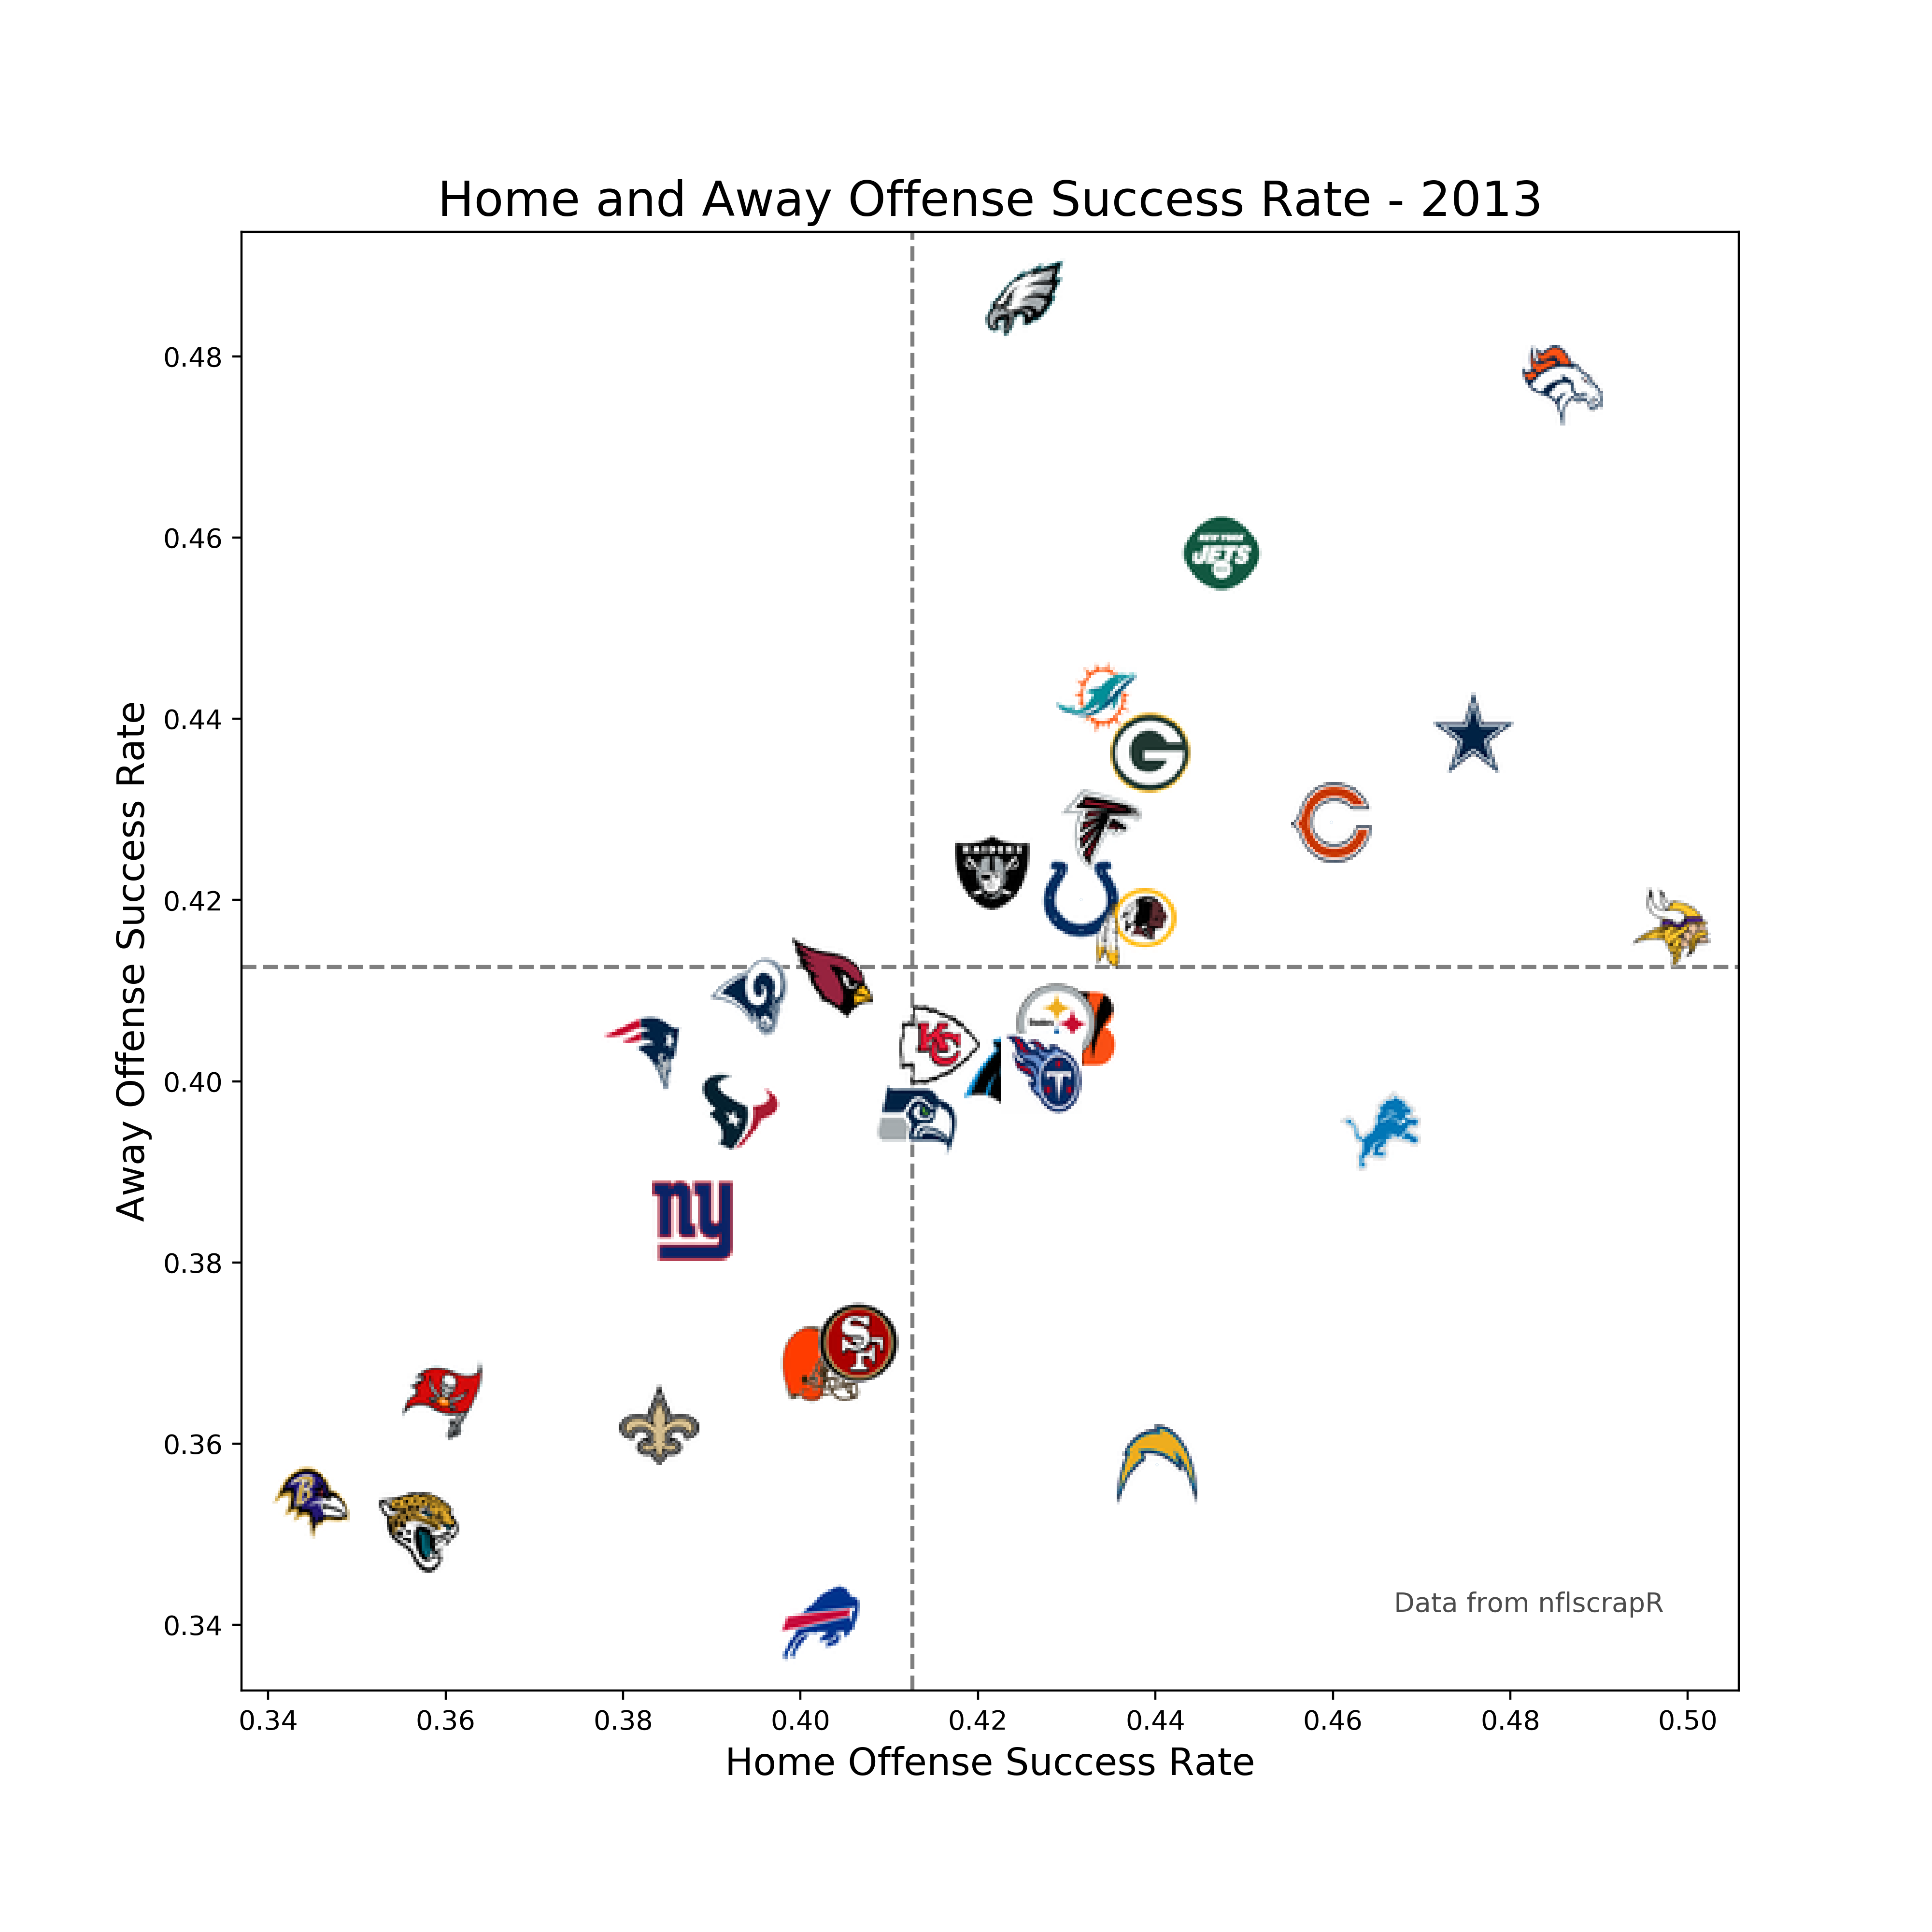 Home and Away Offense Success Rate - 2013
Away Offense Success Rate
0.48
0.46
0.44
0.42
0.40
0.38
0.36
0.34
NEW YORK
JETS
G
RAIDERS
C
KC
Steelers
T
B
ny
SF
B
Data from nflscrapR
0.34 0.36 0.38 0.40 0.42 0.44 0.46 0.48 0.50
Home Offense Success Rate